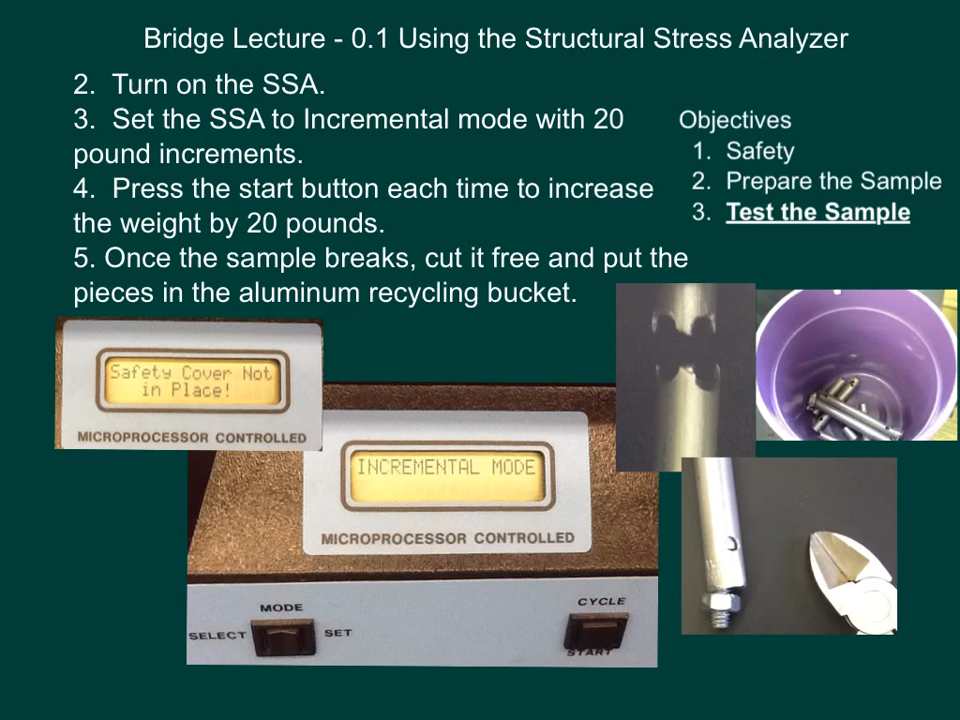 Bridge Lecture - 0.1 Using the Structural Stress Analyzer
2. Turn on the SSA.
3. Set the SSA to Incremental mode with 20
pound increments.
4. Press the start button each time to increase
the weight by 20 pounds.
5. Once the sample breaks, cut it free and put the
pieces in the aluminum recycling bucket.
Objectives
1. Safety
2. Prepare the Sample
3. Test the Sample
Safety Cover Not
in Place!
MICROPROCESSOR CONTROLLED
INCREMENTAL MODE
MICROPROCESSOR CONTROLLED
MODE
SELECT SET
CYCLE
START